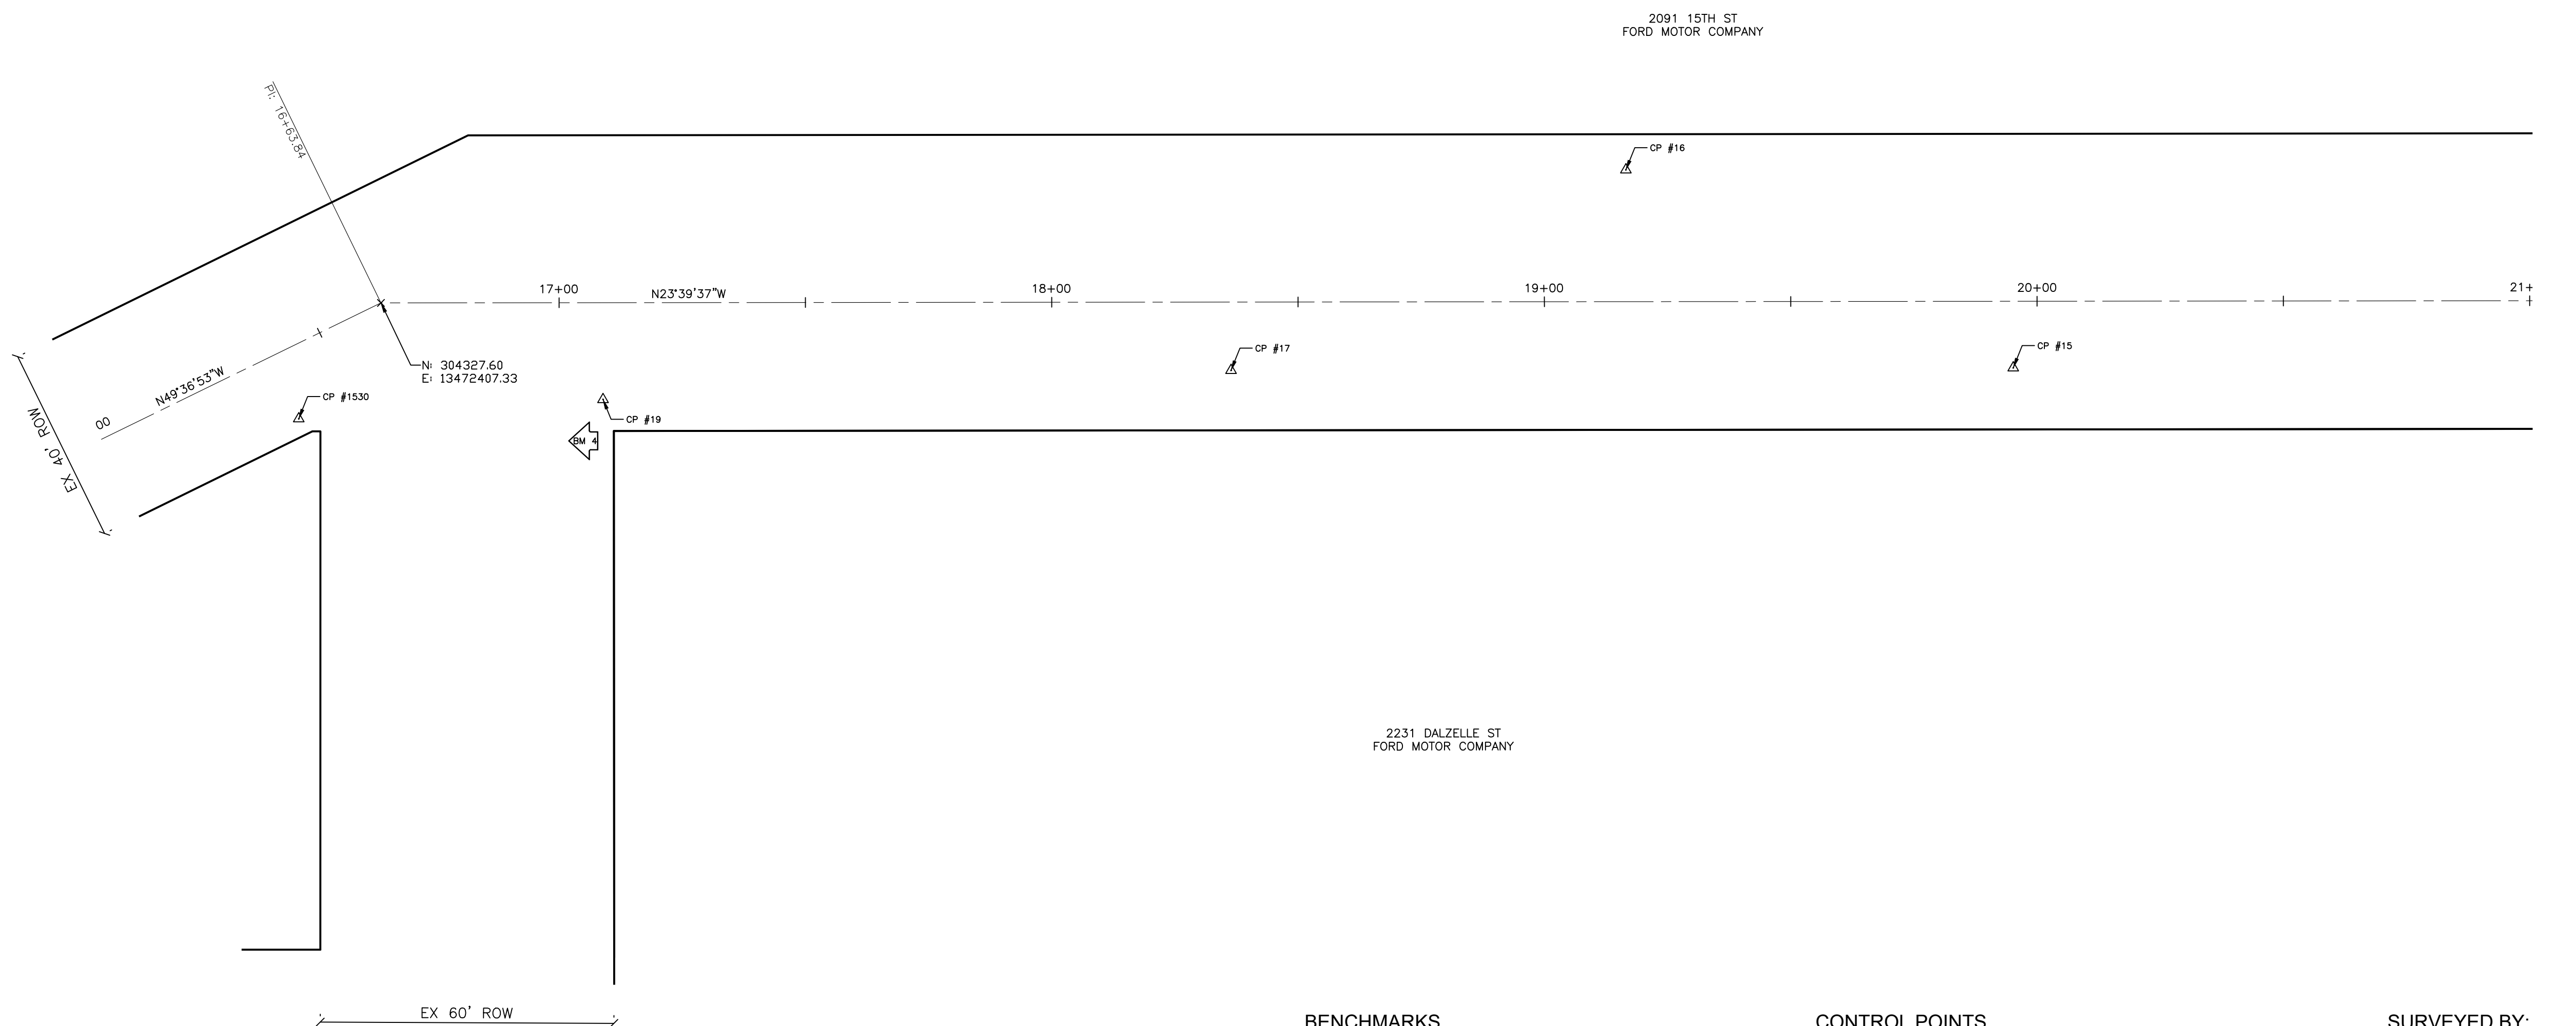 2091 15TH ST
FORD MOTOR COMPANY
PI: 16+63.84
CP #16
17+00
N23°39'37"W
18+00
19+00
20+00
21+
CP #17
CP #15
N: 304327.60
E: 13472407.33
N49°36'53"W
00
CP #1530
EX 40' ROW
CP #19
BM 4
2231 DALZELLE ST
FORD MOTOR COMPANY
EX 60' ROW
BENCHMARKS
CONTROL POINTS
SURVEYED BY: